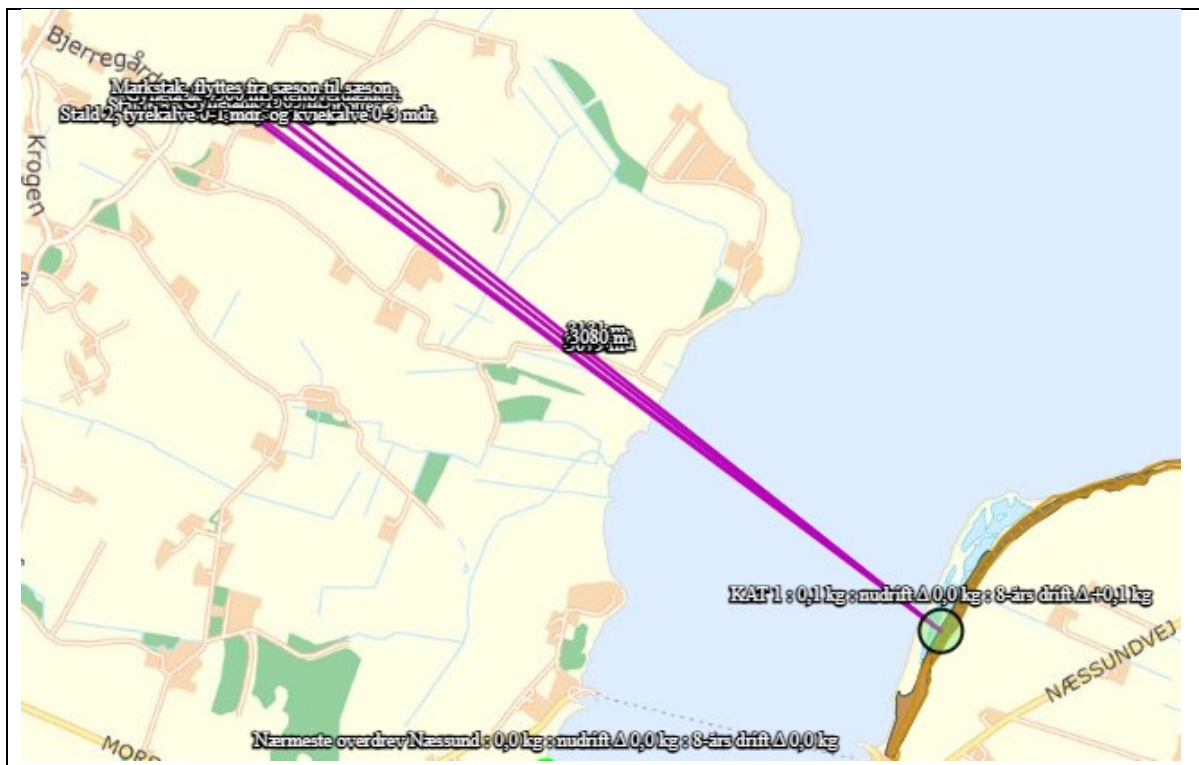 Bjerregård
Markstak, flyttes fra sæson til sæson.
Stald 2, tyrekalve 0-1 mdr. og kviekalve 0-3 mdr.
Krogen
e
3080 m
KAT 1 : 0,1 kg : nudrift Δ 0,0 kg : 8-års drift Δ +0,1 kg
NÆSSUNDVEJ
Nærmeste overdrev Næssund : 0,0 kg : nudrift Δ 0,0 kg : 8-års drift Δ 0,0 kg
MORS